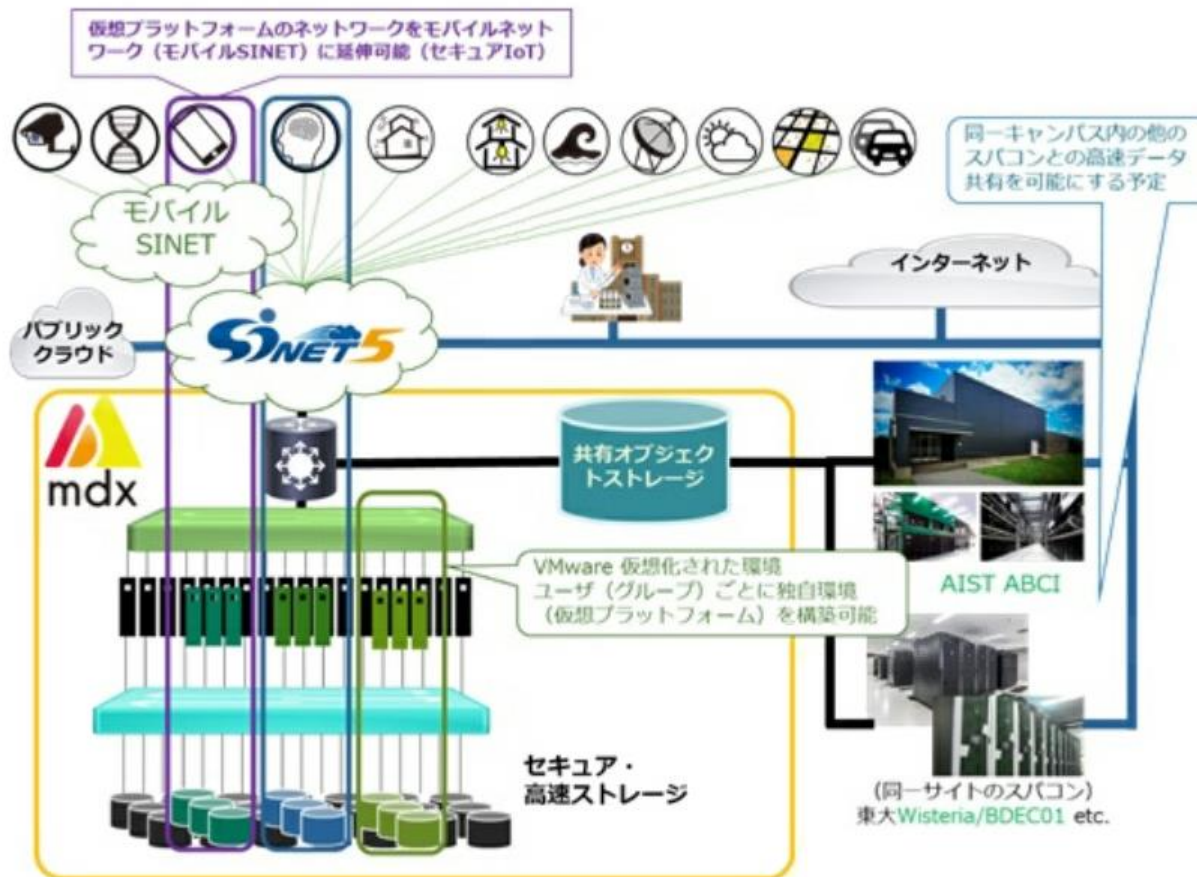 仮想プラットフォームのネットワークをモバイルネット
ワーク（モバイルSINET）に延伸可能（セキュアIoT）
同一キャンパス内の他の
スパコンとの高速データ
共有を可能にする予定
モバイル
SINET
インターネット
パブリック
クラウド
SINET5
mdx
共有オブジェク
トストレージ
VMware 仮想化された環境
ユーザ（グループ）ごとに独自環境
（仮想プラットフォーム）を構築可能
AIST ABCI
セキュア・
高速ストレージ
（同一サイトのスパコン）
東大Wisteria/BDEC01 etc.